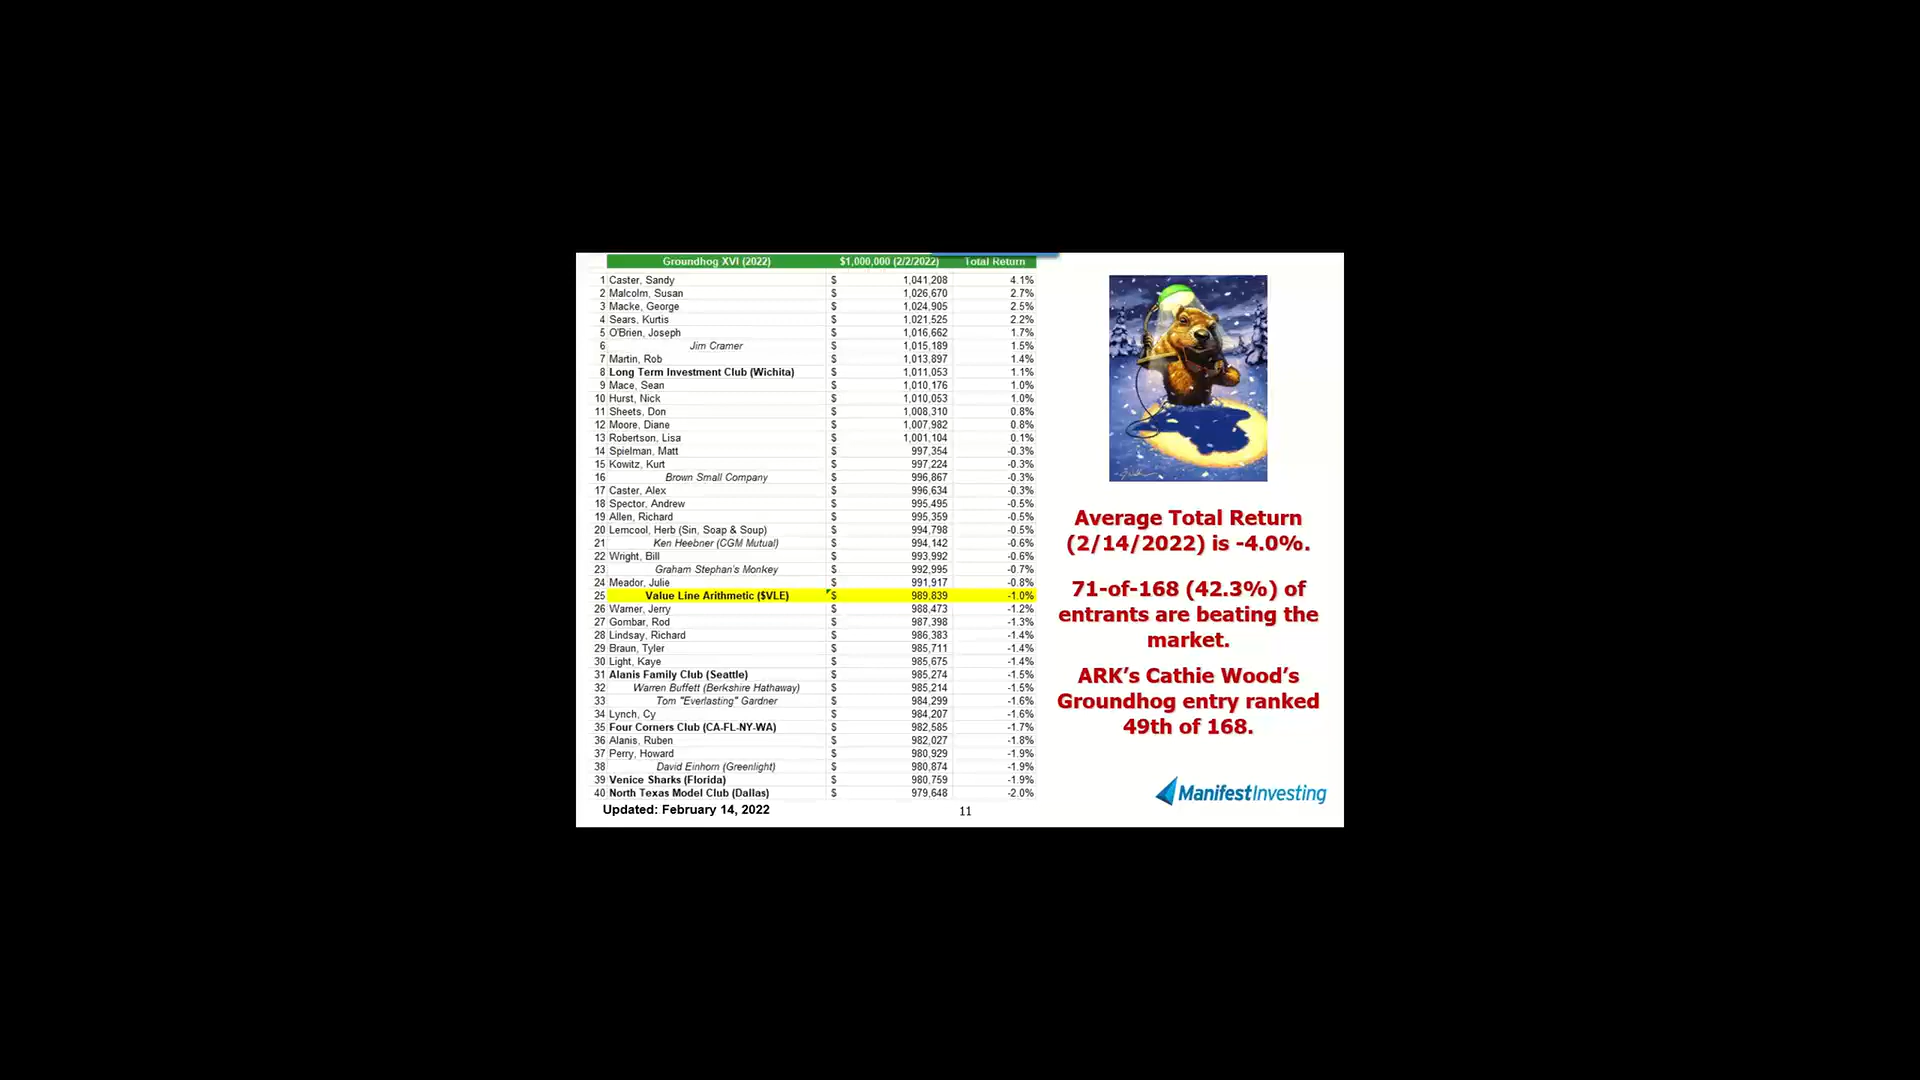 Groundhog XVI (2022) $1,000,000 (2/2/2022) Total Return
1 Caster, Sandy $ 1,041,208 4.1%
2 Malcolm, Susan $ 1,026,670 2.7%
3 Macke, George $ 1,024,905 2.5%
4 Sears, Kurtis $ 1,021,525 2.2%
5 O'Brien, Joseph $ 1,016,662 1.7%
6 Jim Cramer $ 1,015,189 1.5%
7 Martin, Rob $ 1,013,897 1.4%
8 Long Term Investment Club (Wichita) $ 1,011,053 1.1%
9 Mace, Sean $ 1,010,176 1.0%
10 Hurst, Nick $ 1,010,053 1.0%
11 Sheets, Don $ 1,008,310 0.8%
12 Moore, Diane $ 1,007,982 0.8%
13 Robertson, Lisa $ 1,001,104 0.1%
14 Spielman, Matt $ 997,354 -0.3%
15 Kowitz, Kurt $ 997,224 -0.3%
16 Brown Small Company $ 996,867 -0.3%
17 Caster, Alex $ 996,634 -0.3%
18 Spector, Andrew $ 995,495 -0.5%
19 Allen, Richard $ 995,359 -0.5%
20 Lemcool, Herb (Sin, Soap & Soup) $ 994,798 -0.5%
21 Ken Heebner (CGM Mutual) $ 994,142 -0.6%
22 Wright, Bill $ 993,992 -0.6%
23 Graham Stephan's Monkey $ 992,995 -0.7%
24 Meador, Julie $ 991,917 -0.8%
25 Value Line Arithmetic ($VLE) $ 989,839 -1.0%
26 Warner, Jerry $ 988,473 -1.2%
27 Gombar, Rod $ 987,398 -1.3%
28 Lindsay, Richard $ 986,383 -1.4%
29 Braun, Tyler $ 985,711 -1.4%
30 Light, Kaye $ 985,675 -1.4%
31 Alanis Family Club (Seattle) $ 985,274 -1.5%
32 Warren Buffett (Berkshire Hathaway) $ 985,214 -1.5%
33 Tom "Everlasting" Gardner $ 984,299 -1.6%
34 Lynch, Cy $ 984,207 -1.6%
35 Four Corners Club (CA-FL-NY-WA) $ 982,585 -1.7%
36 Alanis, Ruben $ 982,027 -1.8%
37 Perry, Howard $ 980,929 -1.9%
38 David Einhorn (Greenlight) $ 980,874 -1.9%
39 Venice Sharks (Florida) $ 980,759 -1.9%
40 North Texas Model Club (Dallas) $ 979,648 -2.0%
Updated: February 14, 2022
11
Average Total Return
(2/14/2022) is -4.0%.
71-of-168 (42.3%) of
entrants are beating the
market.
ARK's Cathie Wood's
Groundhog entry ranked
49th of 168.
ManifestInvesting